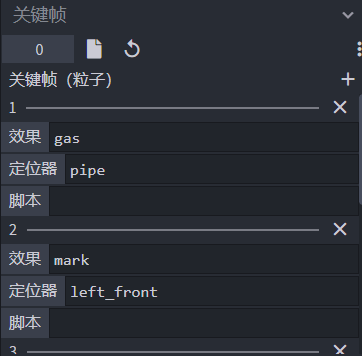 关键帧
0
关键帧（粒子）
1
效果 gas
定位器 pipe
脚本
2
效果 mark
定位器 left_front
脚本
3